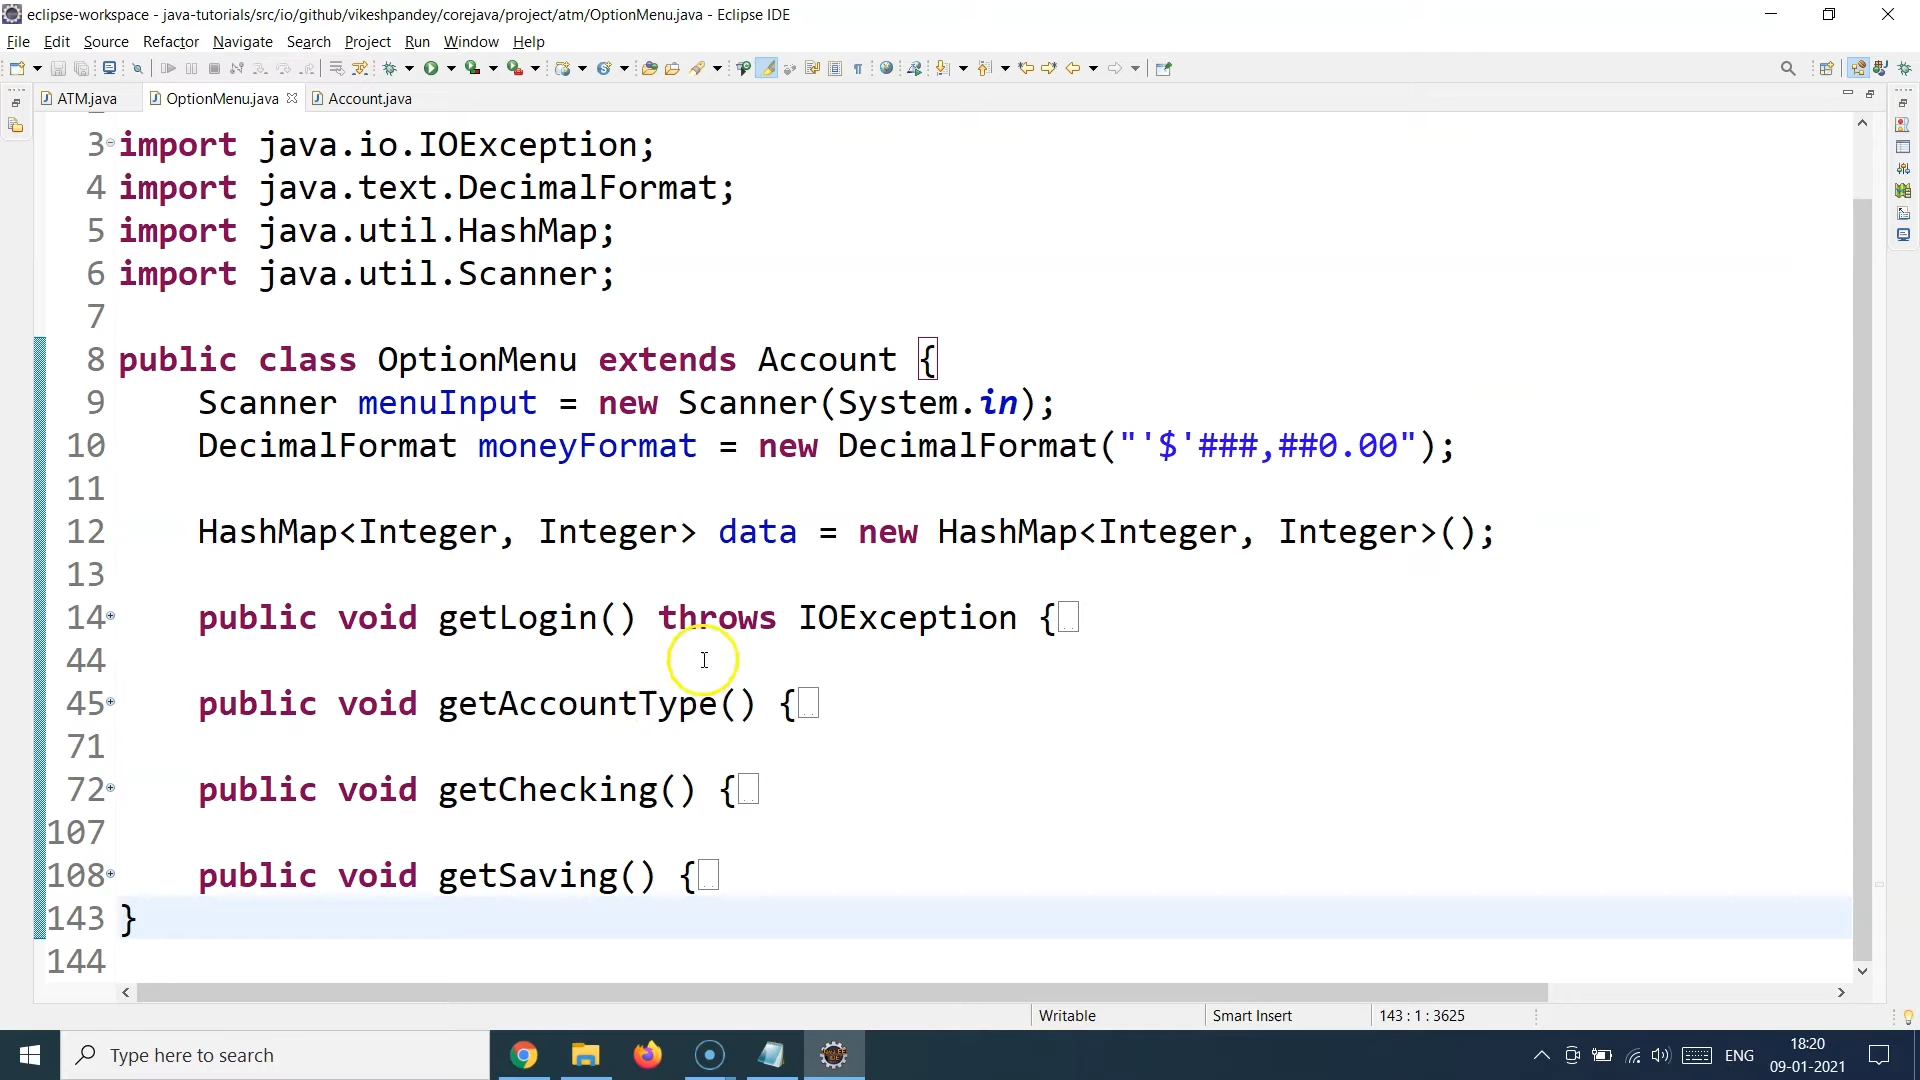 eclipse-workspace - java-tutorials/src/io/github/vikeshpandey/corejava/project/atm/OptionMenu.java - Eclipse IDE
File Edit Source Refactor Navigate Search Project Run Window Help
ATM.java OptionMenu.java Account.java
3 import java.io.IOException;
4 import java.text.DecimalFormat;
5 import java.util.HashMap;
6 import java.util.Scanner;
7
8 public class OptionMenu extends Account {
9 Scanner menuInput = new Scanner(System.in);
10 DecimalFormat moneyFormat = new DecimalFormat("'$'###,##0.00");
11
12 HashMap<Integer, Integer> data = new HashMap<Integer, Integer>();
13
14 public void getLogin() throws IOException {
44
45 public void getAccountType() {
71
72 public void getChecking() {
107
108 public void getSaving() {
143 }
144
Writable Smart Insert 143 : 1 : 3625
Type here to search ENG 18:20
09-01-2021